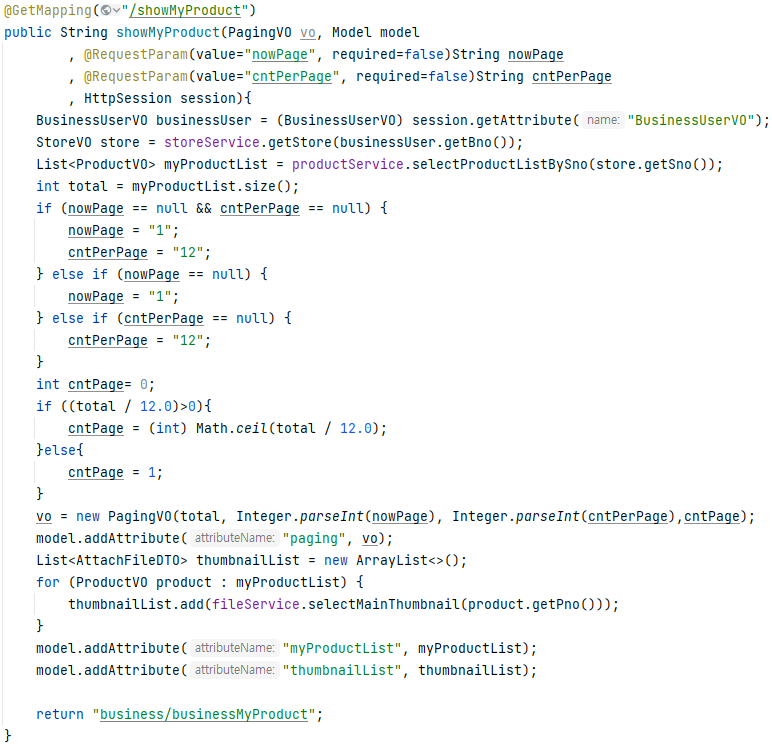 @GetMapping("/showMyProduct")
public String showMyProduct(PagingVO vo, Model model
        , @RequestParam(value="nowPage", required=false)String nowPage
        , @RequestParam(value="cntPerPage", required=false)String cntPerPage
        , HttpSession session){
    BusinessUserVO businessUser = (BusinessUserVO) session.getAttribute( name: "BusinessUserVO");
    StoreVO store = storeService.getStore(businessUser.getBno());
    List<ProductVO> myProductList = productService.selectProductListBySno(store.getSno());
    int total = myProductList.size();
    if (nowPage == null && cntPerPage == null) {
        nowPage = "1";
        cntPerPage = "12";
    } else if (nowPage == null) {
        nowPage = "1";
    } else if (cntPerPage == null) {
        cntPerPage = "12";
    }
    int cntPage= 0;
    if ((total / 12.0)>0){
        cntPage = (int) Math.ceil(total / 12.0);
    }else{
        cntPage = 1;
    }
    vo = new PagingVO(total, Integer.parseInt(nowPage), Integer.parseInt(cntPerPage),cntPage);
    model.addAttribute( attributeName: "paging", vo);
    List<AttachFileDTO> thumbnailList = new ArrayList<>();
    for (ProductVO product : myProductList) {
        thumbnailList.add(fileService.selectMainThumbnail(product.getPno()));
    }
    model.addAttribute( attributeName: "myProductList", myProductList);
    model.addAttribute( attributeName: "thumbnailList", thumbnailList);

    return "business/businessMyProduct";
}